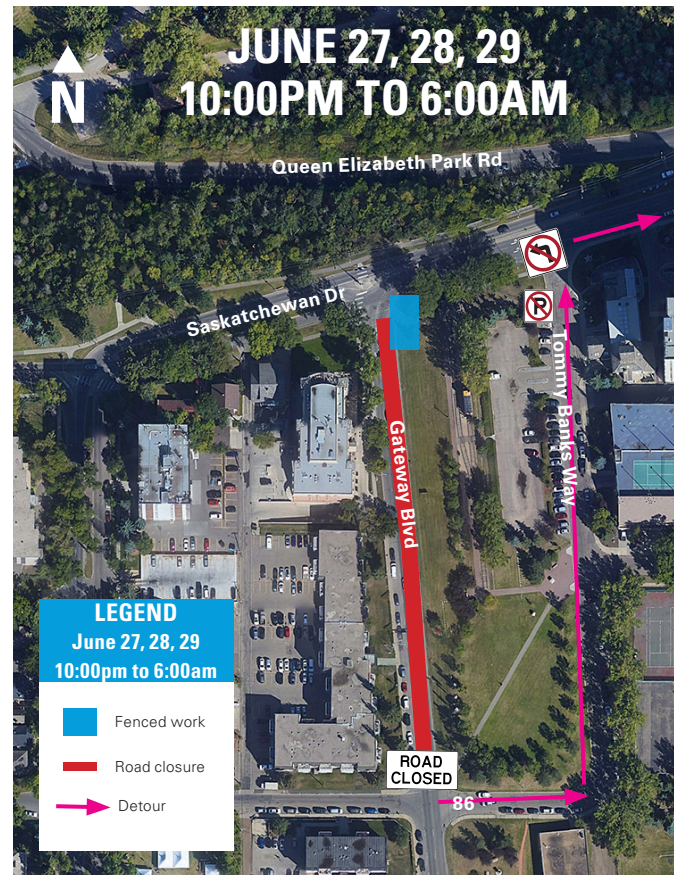 JUNE 27, 28, 29
10:00PM TO 6:00AM
N
Queen Elizabeth Park Rd
Saskatchewan Dr
P
Tommy Banks Way
Gateway Blvd
LEGEND
June 27, 28, 29
10:00pm to 6:00am
Fenced work
Road closure
Detour
ROAD
CLOSED
86